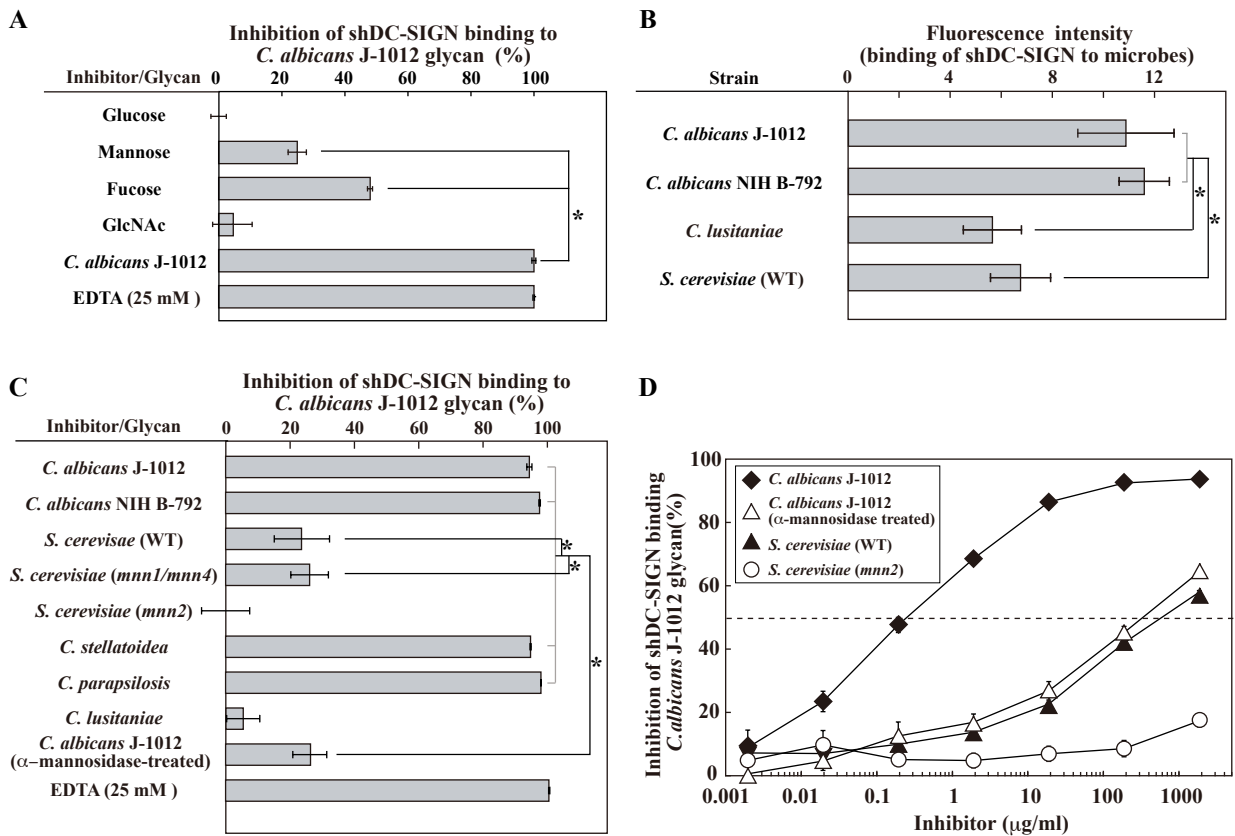 A
Inhibition of shDC-SIGN binding to
C. albicans J-1012 glycan (%)
Inhibitor/Glycan
0 20 40 60 80 100
Glucose
Mannose
Fucose
GlcNAc
C. albicans J-1012
EDTA (25 mM )
*
B
Fluorescence intensity
(binding of shDC-SIGN to microbes)
Strain
0 4 8 12
C. albicans J-1012
C. albicans NIH B-792
C. lusitaniae
S. cerevisiae (WT)
*
*
C
Inhibition of shDC-SIGN binding to
C. albicans J-1012 glycan (%)
Inhibitor/Glycan
0 20 40 60 80 100
C. albicans J-1012
C. albicans NIH B-792
S. cerevisae (WT)
S. cerevisiae (mnn1/mnn4)
S. cerevisiae (mnn2)
C. stellatoidea
C. parapsilosis
C. lusitaniae
C. albicans J-1012
(α-mannosidase-treated)
EDTA (25 mM )
*
*
*
D
Inhibition of shDC-SIGN binding
C.albicans J-1012 glycan(%)
100
80
60
40
20
0
C. albicans J-1012
C. albicans J-1012
(α-mannosidase treated)
S. cerevisiae (WT)
S. cerevisiae (mnn2)
0.001 0.01 0.1 1 10 100 1000
Inhibitor (μg/ml)